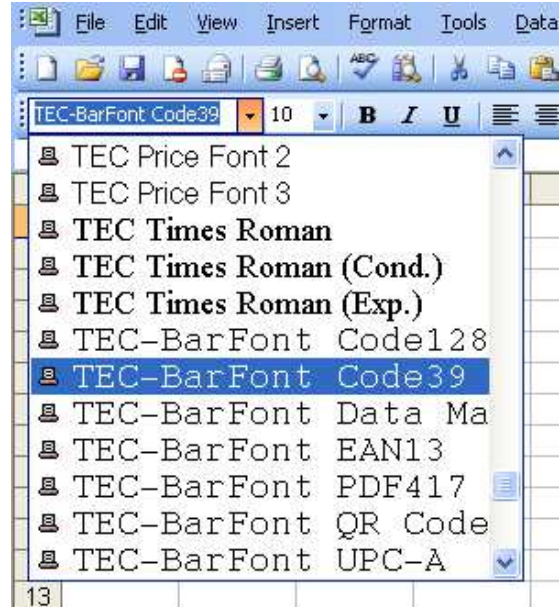 File Edit View Insert Format Tools Data
ABC
TEC-BarFont Code39 10 B I U
TEC Price Font 2
TEC Price Font 3
TEC Times Roman
TEC Times Roman (Cond.)
TEC Times Roman (Exp.)
TEC-BarFont Code128
TEC-BarFont Code39
TEC-BarFont Data Ma
TEC-BarFont EAN13
TEC-BarFont PDF417
TEC-BarFont QR Code
TEC-BarFont UPC-A
13